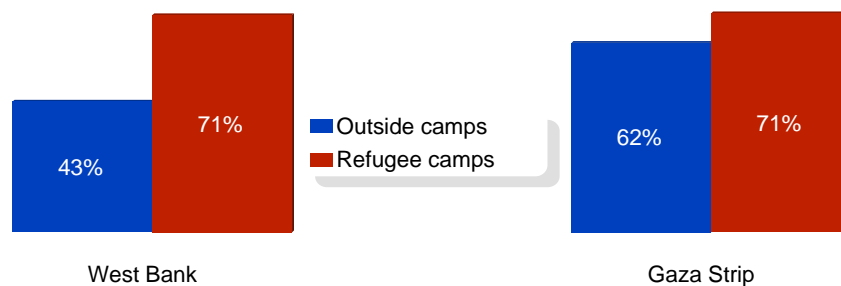 71%
43%
Outside camps
Refugee camps
62%
71%
West Bank
Gaza Strip